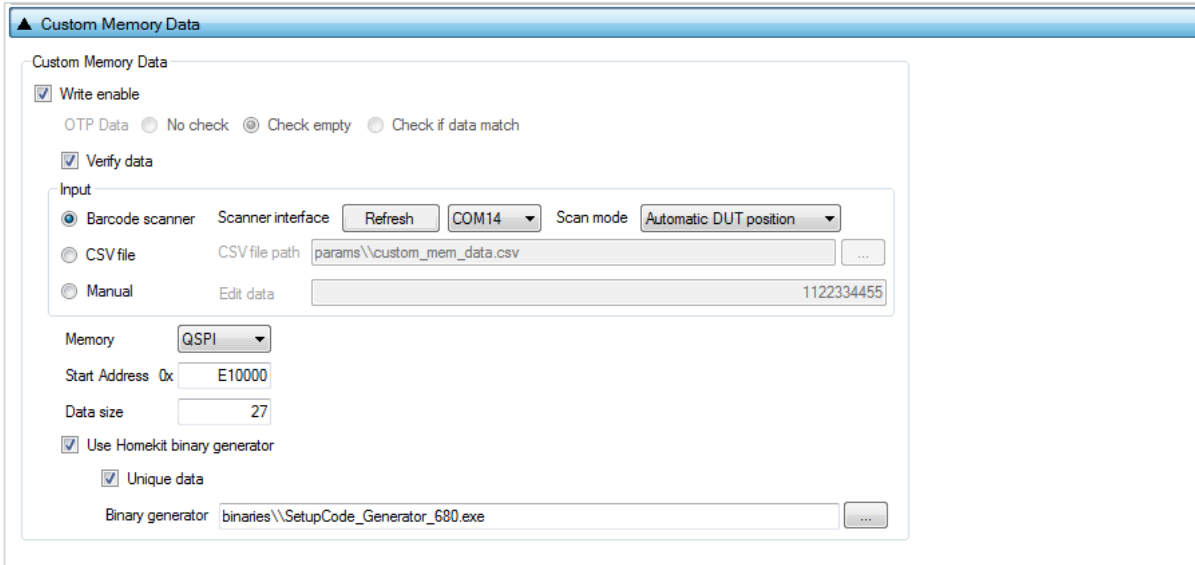 Custom Memory Data
Custom Memory Data
Write enable
OTP Data No check Check empty Check if data match
Verify data
Input
Barcode scanner Scanner interface Refresh COM14 Scan mode Automatic DUT position
CSV file CSV file path params\\custom_mem_data.csv ...
Manual Edit data 1122334455
Memory QSPI
Start Address 0x E10000
Data size 27
Use Homekit binary generator
Unique data
Binary generator binaries\\SetupCode_Generator_680.exe ...